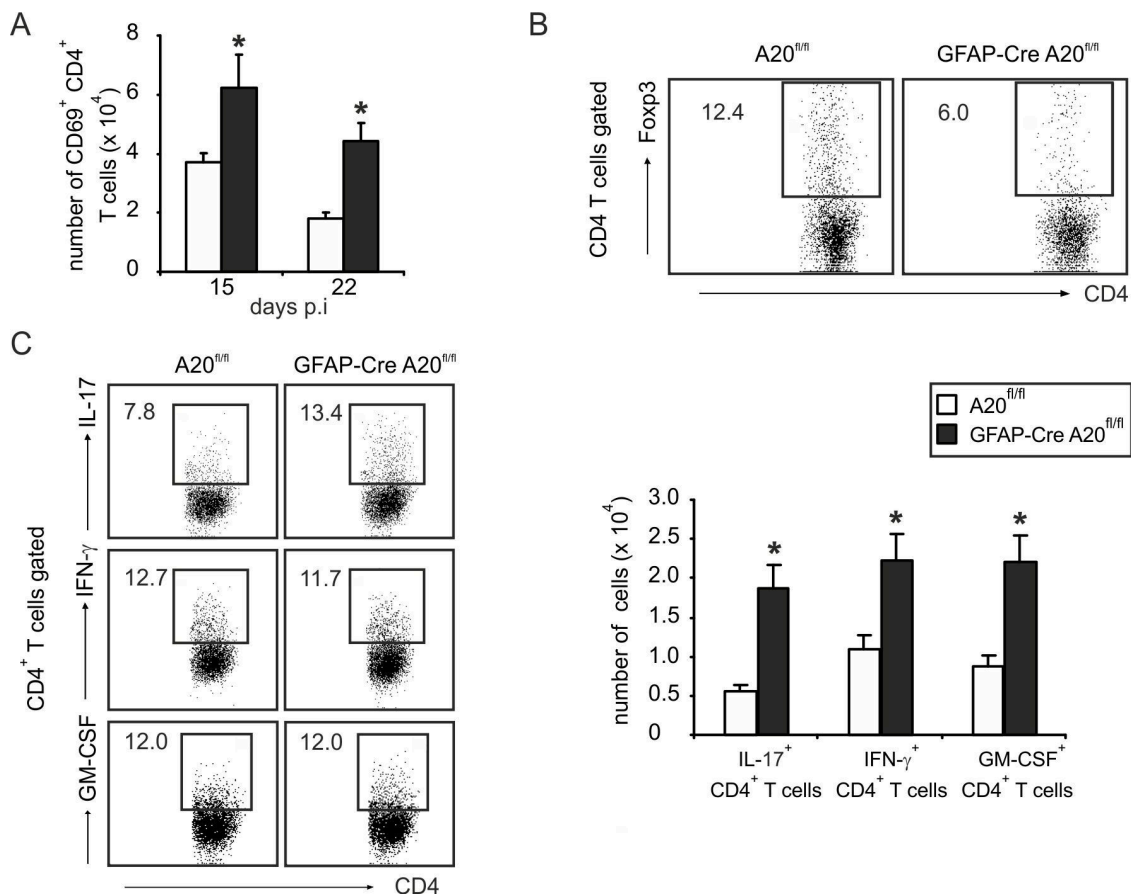 A
number of CD69⁺ CD4⁺
T cells (x 10⁴)
8
6
4
2
0
*
*
15
22
days p.i
B
A20fl/fl
GFAP-Cre A20fl/fl
CD4 T cells gated
Foxp3
12.4
6.0
CD4
C
A20fl/fl
GFAP-Cre A20fl/fl
CD4⁺ T cells gated
IL-17
7.8
13.4
IFN-γ
12.7
11.7
GM-CSF
12.0
12.0
CD4
A20fl/fl
GFAP-Cre A20fl/fl
number of cells (x 10⁴)
3.0
2.5
2.0
1.5
1.0
0.5
0
*
*
*
IL-17⁺
CD4⁺ T cells
IFN-γ⁺
CD4⁺ T cells
GM-CSF⁺
CD4⁺ T cells